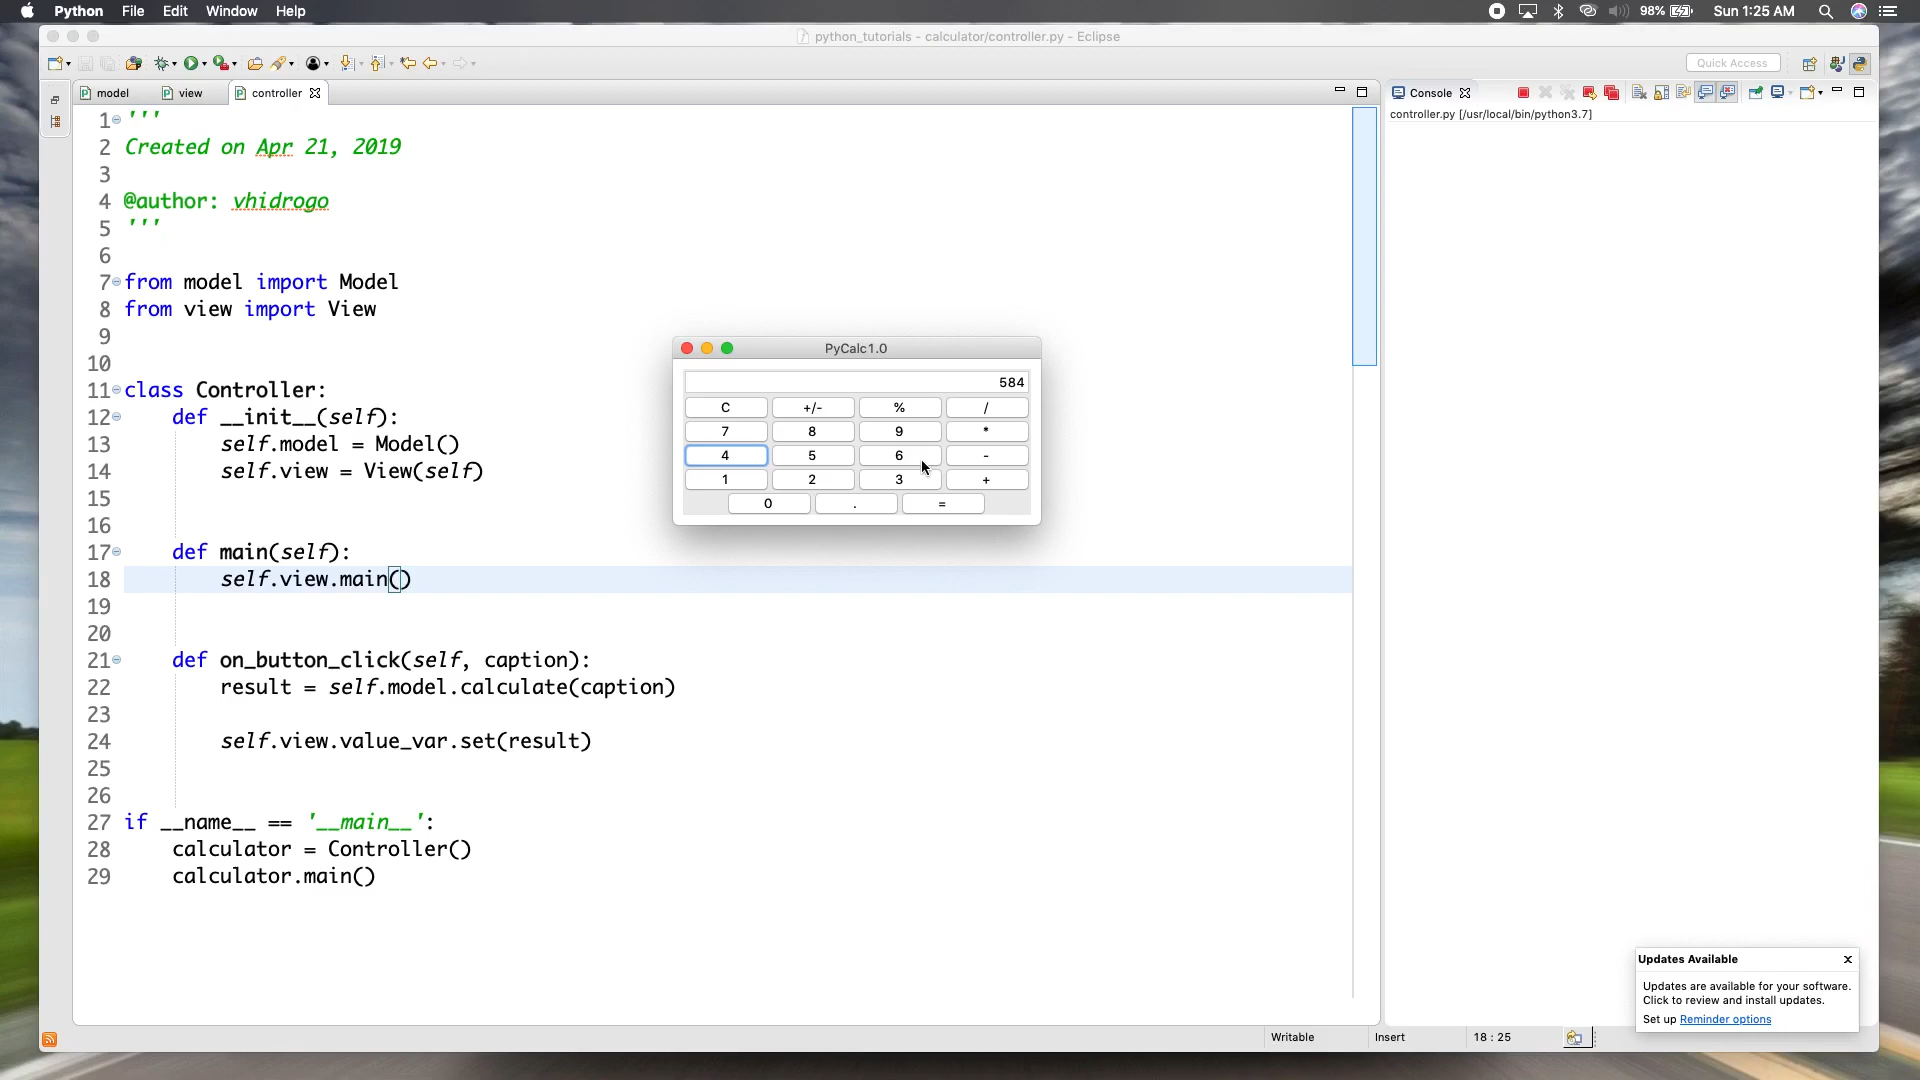 Python File Edit Window Help 98% Sun 1:25 AM
python_tutorials - calculator/controller.py - Eclipse
Quick Access
model view controller
Console
controller.py [/usr/local/bin/python3.7]
1 '''
2 Created on Apr 21, 2019
3
4 @author: vhidrogo
5 '''
6
7 from model import Model
8 from view import View
9
10
11 class Controller:
12 def __init__(self):
13 self.model = Model()
14 self.view = View(self)
15
16
17 def main(self):
18 self.view.main()
19
20
21 def on_button_click(self, caption):
22 result = self.model.calculate(caption)
23
24 self.view.value_var.set(result)
25
26
27 if __name__ == '__main__':
28 calculator = Controller()
29 calculator.main()
PyCalc1.0
584
C +/- % /
7 8 9 *
4 5 6 -
1 2 3 +
0 . =
Updates Available
Updates are available for your software.
Click to review and install updates.
Set up Reminder options
Writable Insert 18 : 25